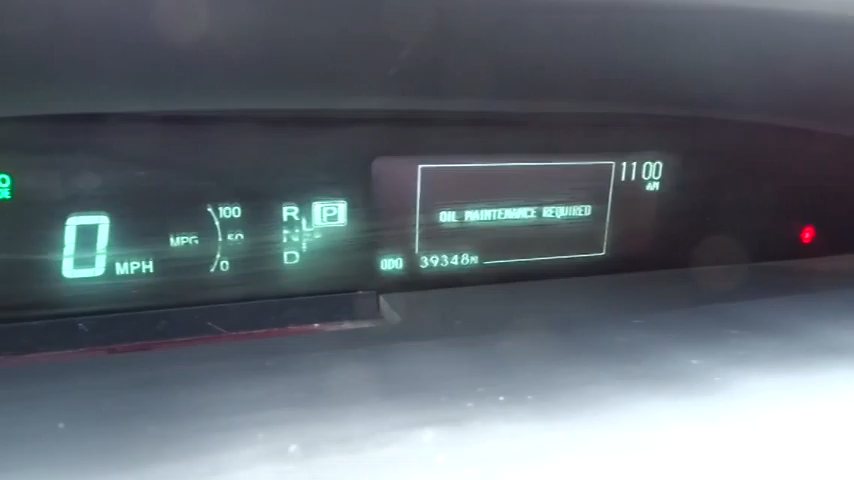 0 MPH
MPG
100
50
0
R
N
D
P
OIL MAINTENANCE REQUIRED
ODO 39348MI
11:00
AM